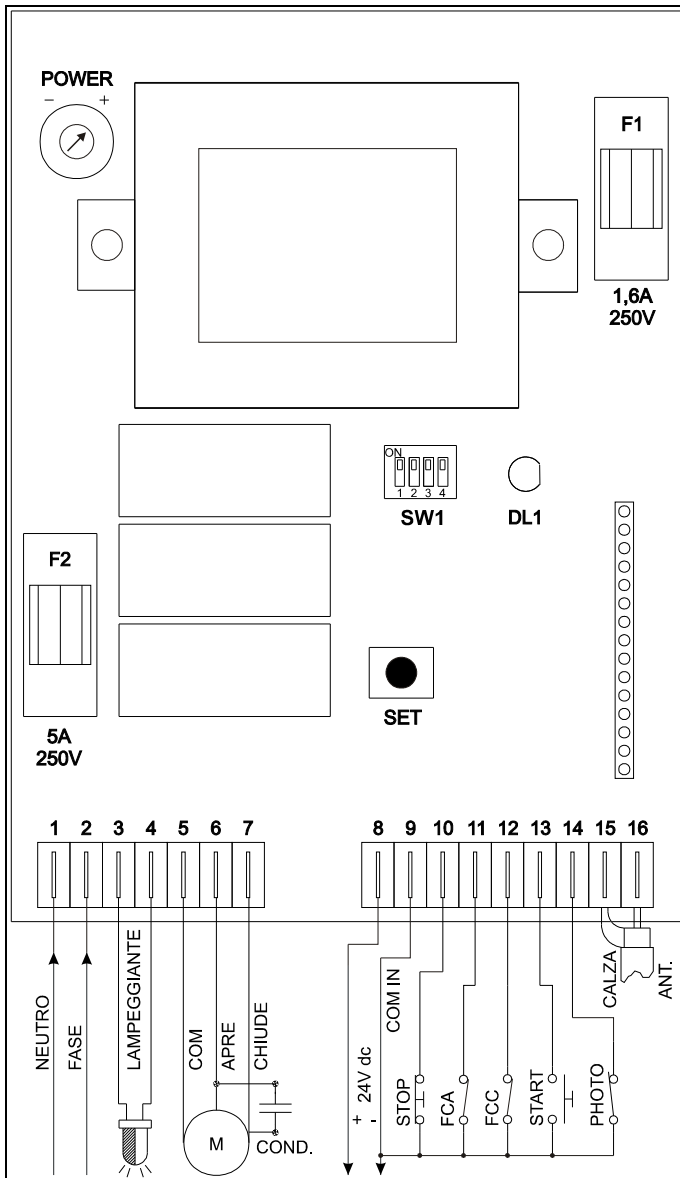 POWER
- +
F1
1,6A
250V
ON
1 2 3 4
SW1
DL1
F2
5A
250V
SET
1 2 3 4 5 6 7
8 9 10 11 12 13 14 15 16
NEUTRO
FASE
LAMPEGGIANTE
COM
APRE
CHIUDE
M
COND.
+ 24V dc
-
COM IN
STOP
FCA
FCC
START
PHOTO
CALZA
ANT.